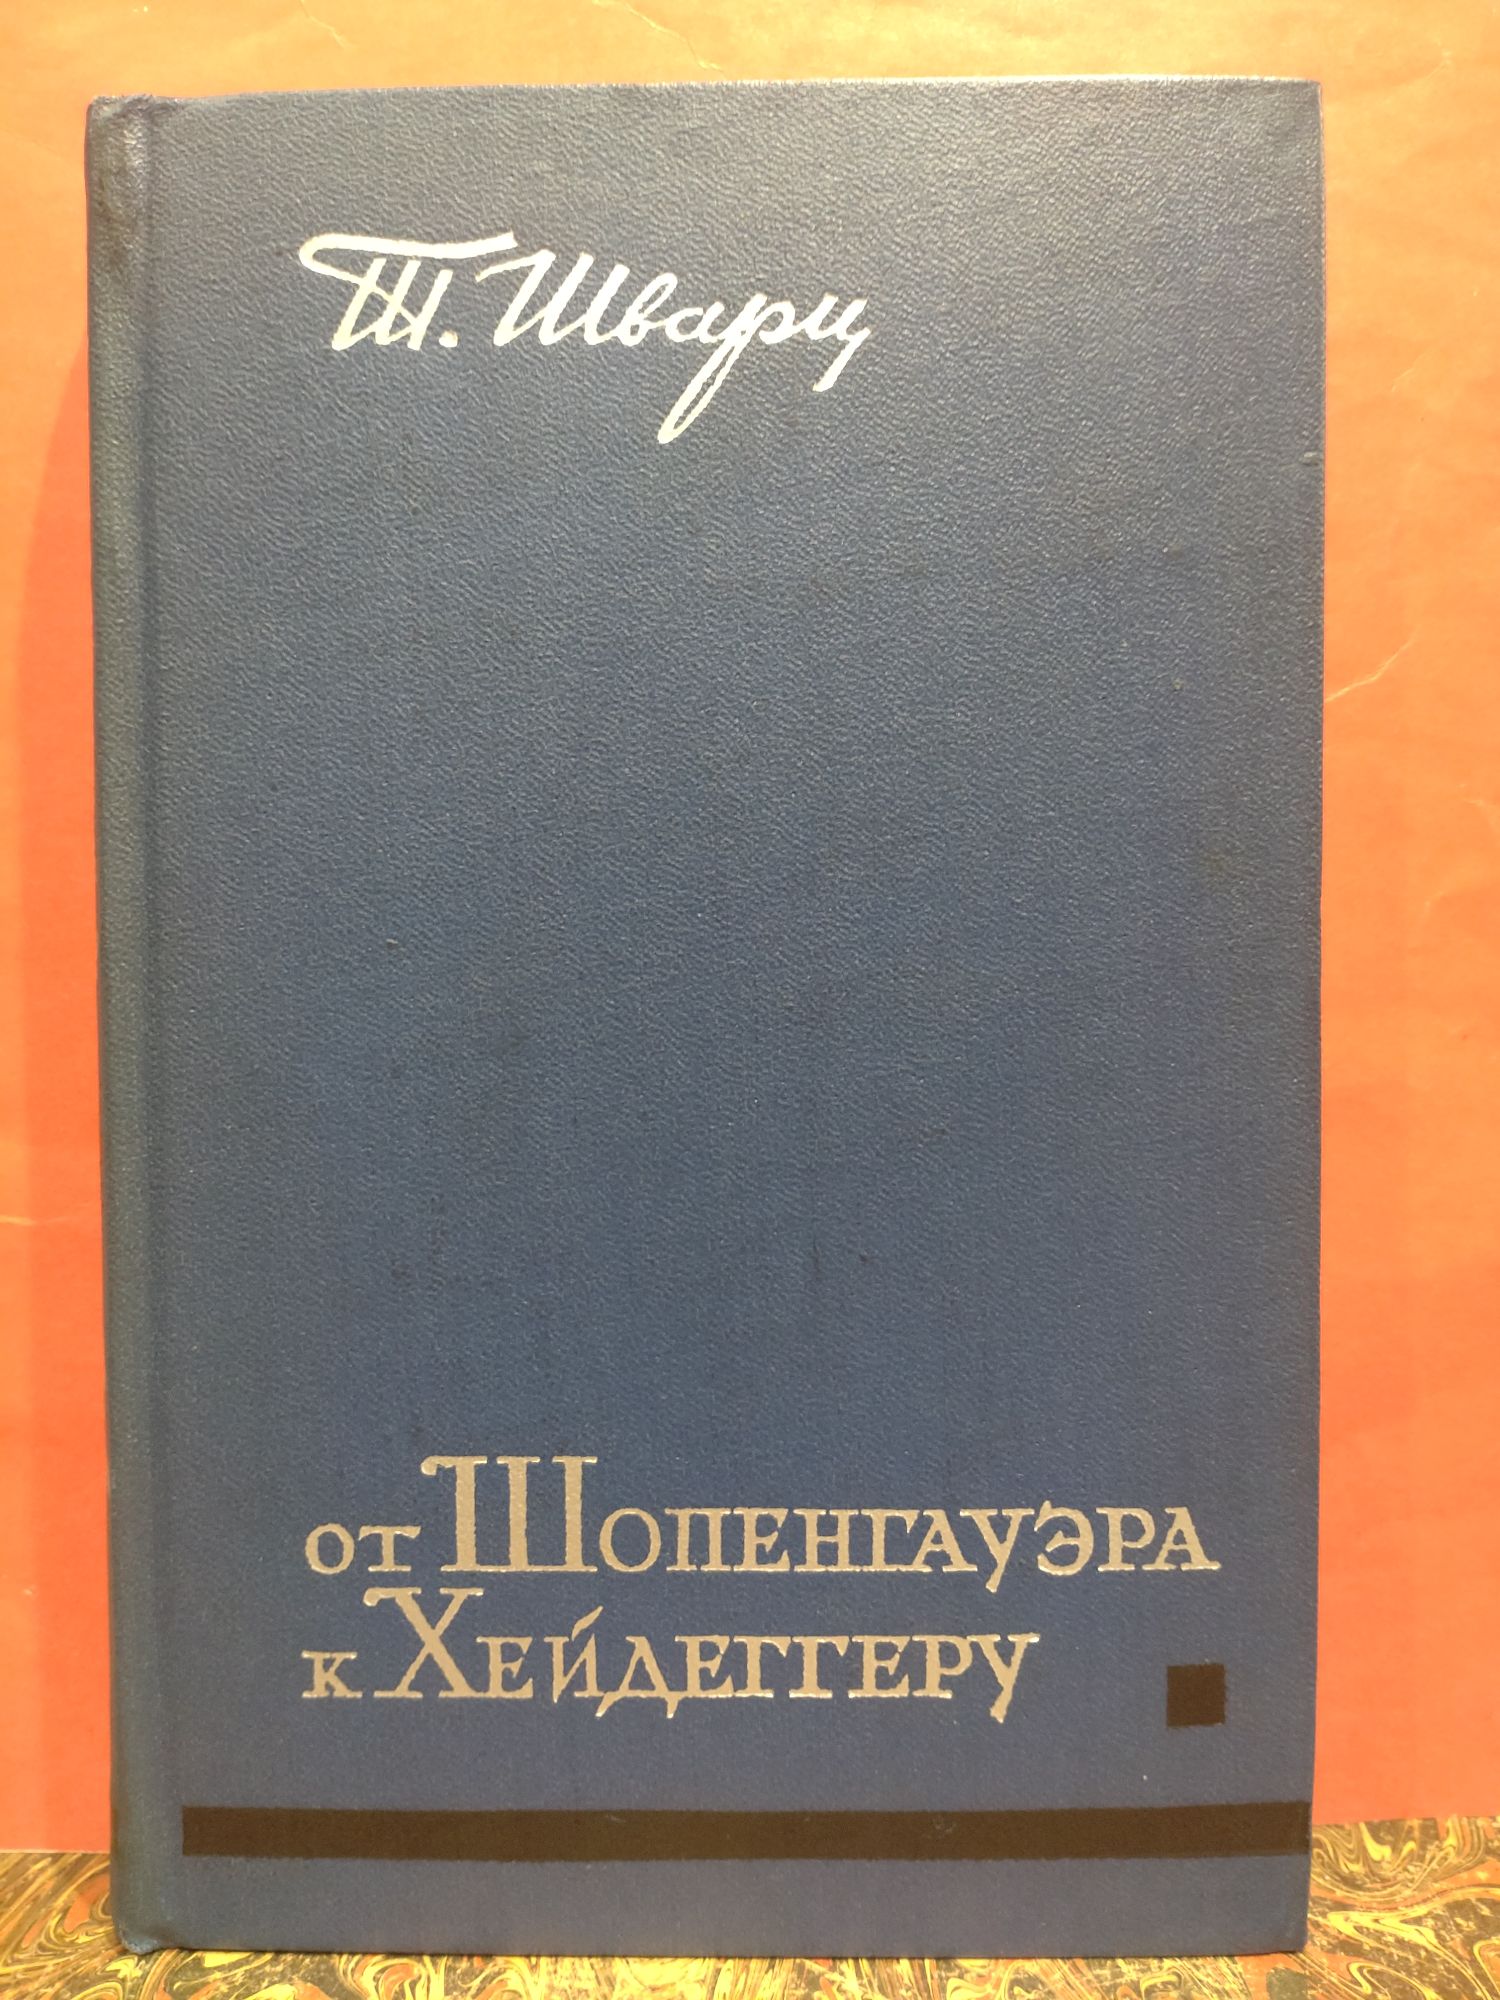 Т. Шварц
от Шопенгауэра
к Хейдеггеру